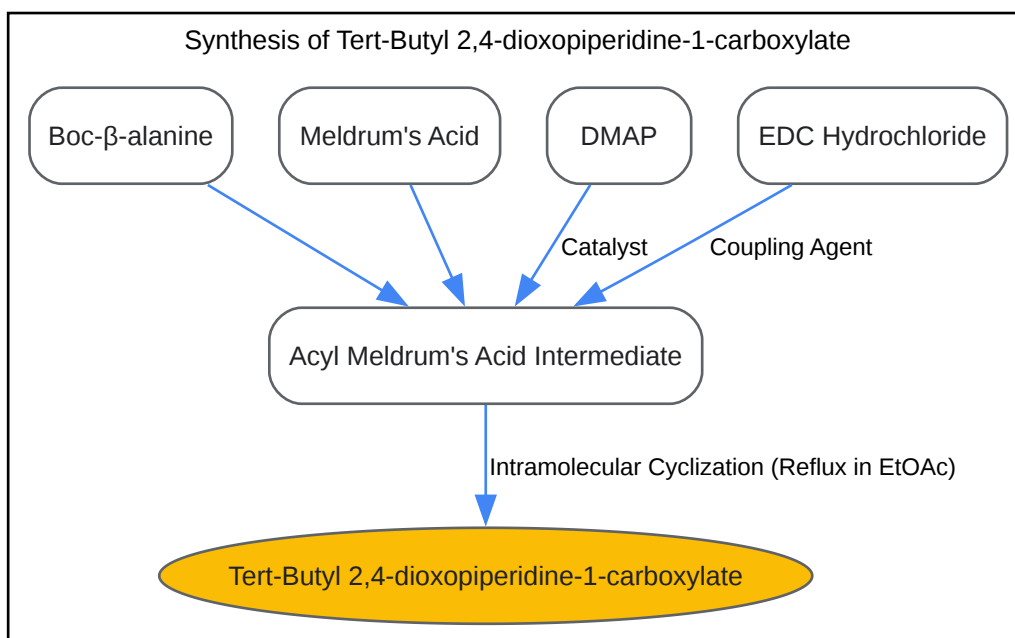 Synthesis of Tert-Butyl 2,4-dioxopiperidine-1-carboxylate
Boc-β-alanine
Meldrum's Acid
DMAP
EDC Hydrochloride
Catalyst
Coupling Agent
Acyl Meldrum's Acid Intermediate
Intramolecular Cyclization (Reflux in EtOAc)
Tert-Butyl 2,4-dioxopiperidine-1-carboxylate